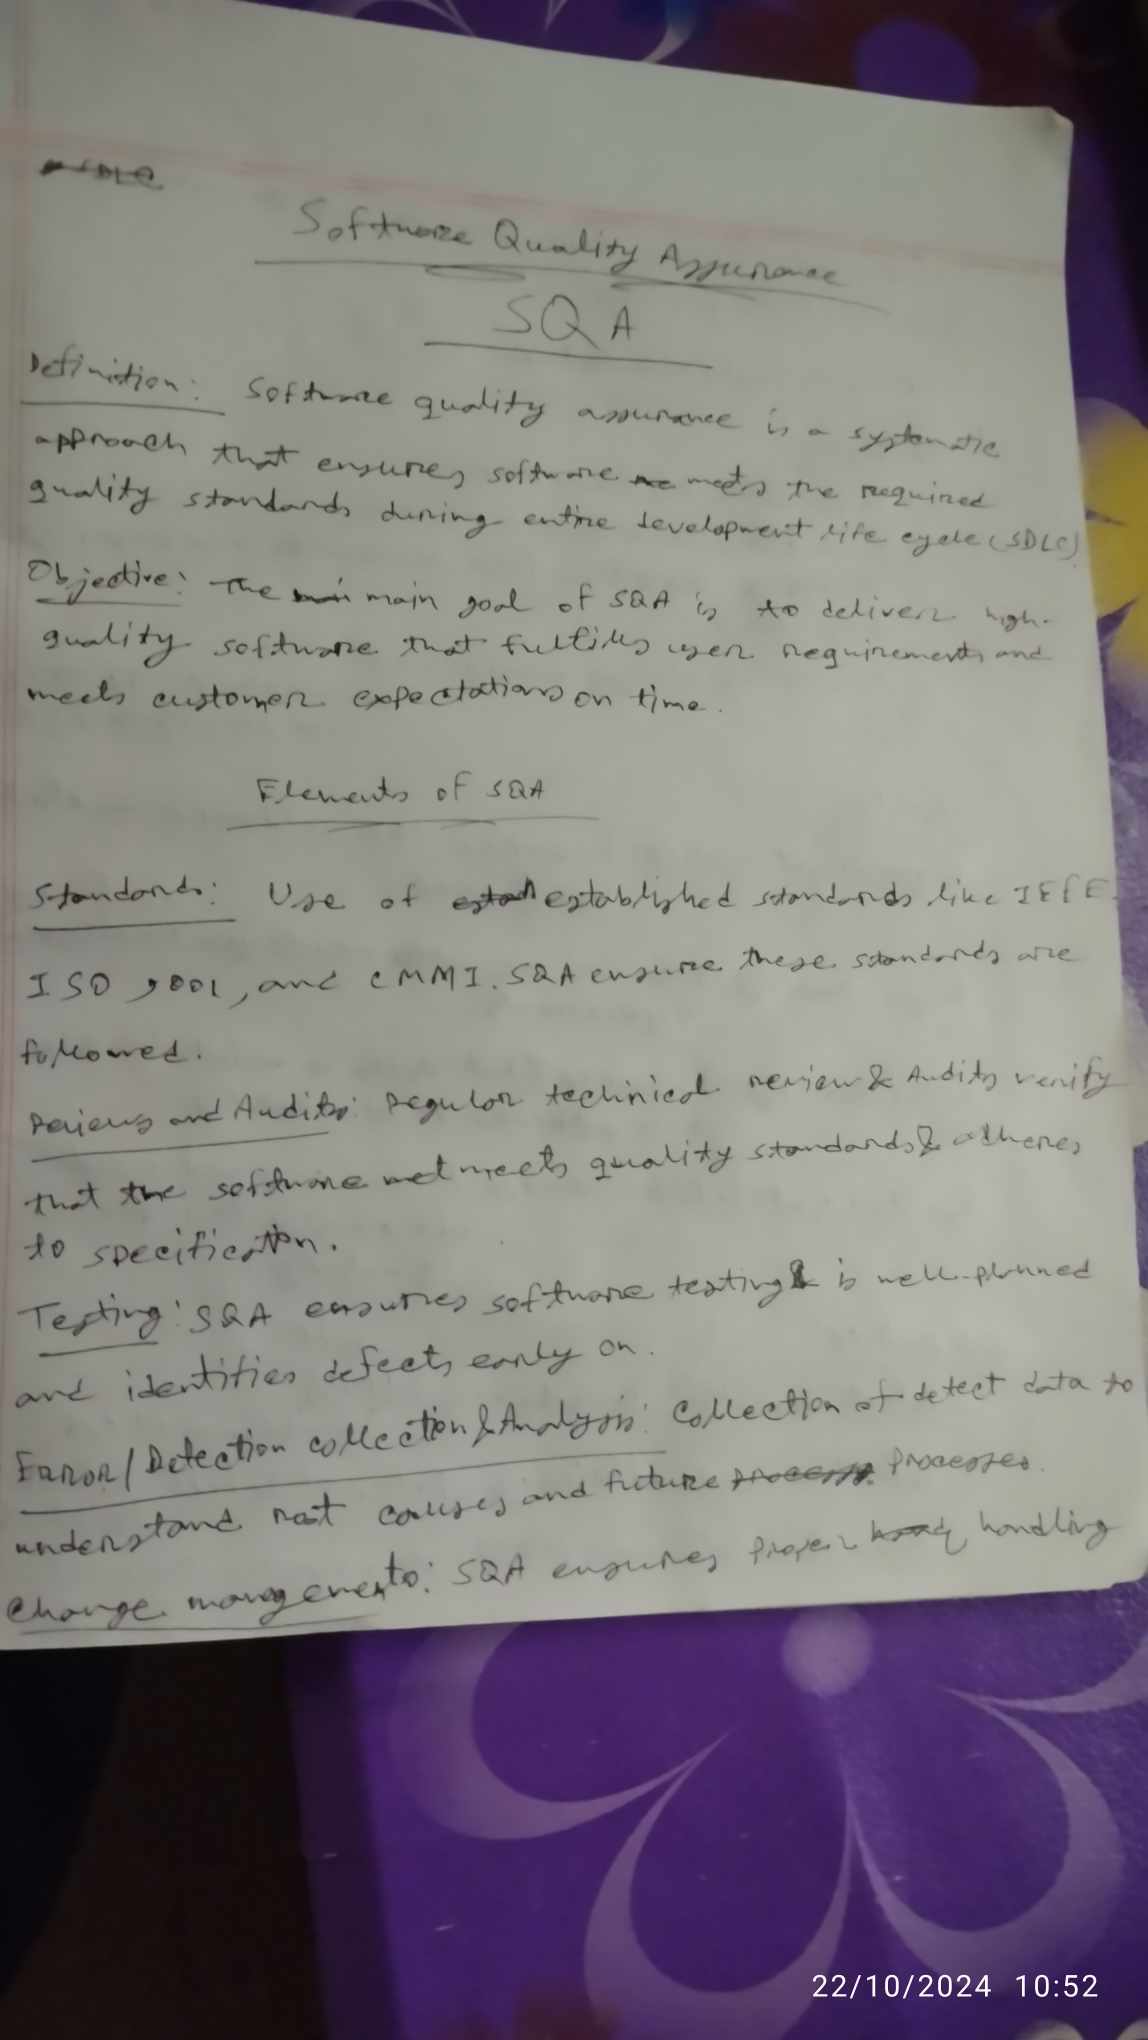 SDLC
Software Quality Assurance
SQA
Definition: Software quality assurance is a systematic
approach that ensures software meets the required
quality standards during entire development life cycle (SDLC)
Objective: The main goal of SQA is to deliver high-
quality software that fulfills user requirements and
meets customer expectations on time.
Elements of SQA
Standards: Use of established standards like IEEE
ISO 9001, and CMMI. SQA ensure these standards are
followed.
Reviews and Audits: Regular techinical review & Audits verify
that the software meets quality standards & adheres
to specification.
Testing: SQA ensures software testing is well-planned
and identifies defects early on.
Error/Detection collection & Analysis: Collection of detect data to
understand root causes and future processes.
Change managements: SQA ensures proper handling
22/10/2024 10:52